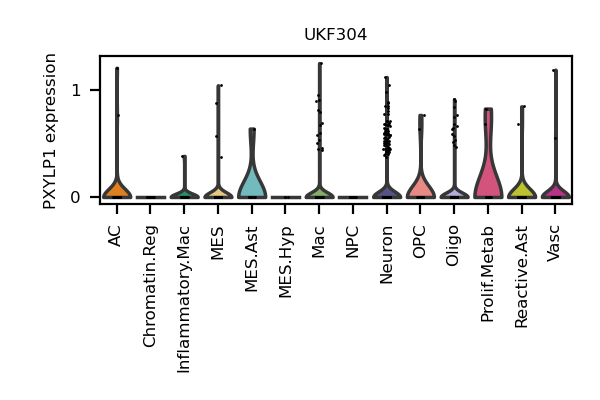 UKF304
PXYLP1 expression
1
0
AC
Chromatin.Reg
Inflammatory.Mac
MES
MES.Ast
MES.Hyp
Mac
NPC
Neuron
OPC
Oligo
Prolif.Metab
Reactive.Ast
Vasc